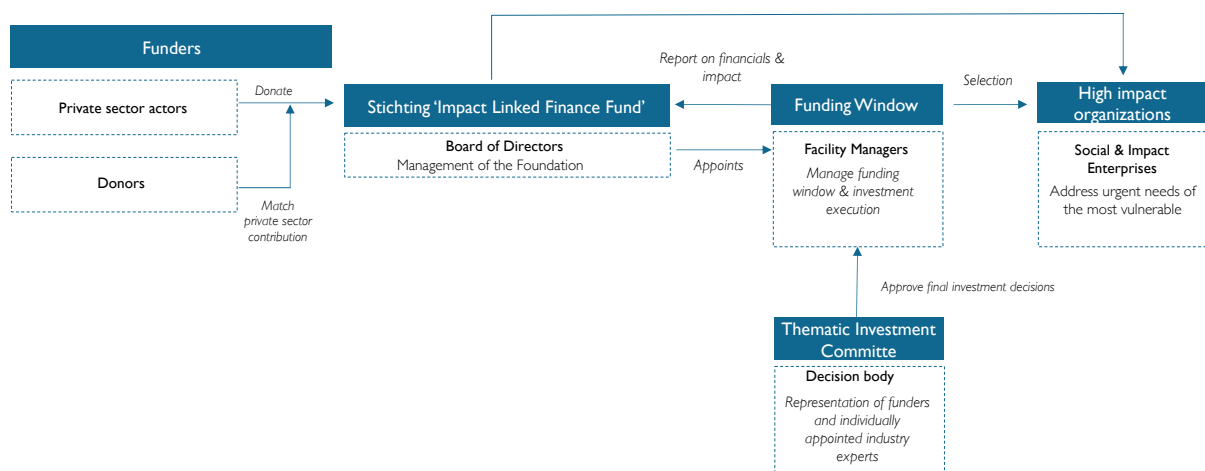 Funders
Private sector actors
Donors
Donate
Match
private sector
contribution
Stichting ‘Impact Linked Finance Fund’
Board of Directors
Management of the Foundation
Report on financials &
impact
Appoints
Funding Window
Facility Managers
Manage funding
window & investment
execution
Selection
High impact
organizations
Social & Impact
Enterprises
Address urgent needs of
the most vulnerable
Approve final investment decisions
Thematic Investment
Committe
Decision body
Representation of funders
and individually
appointed industry
experts